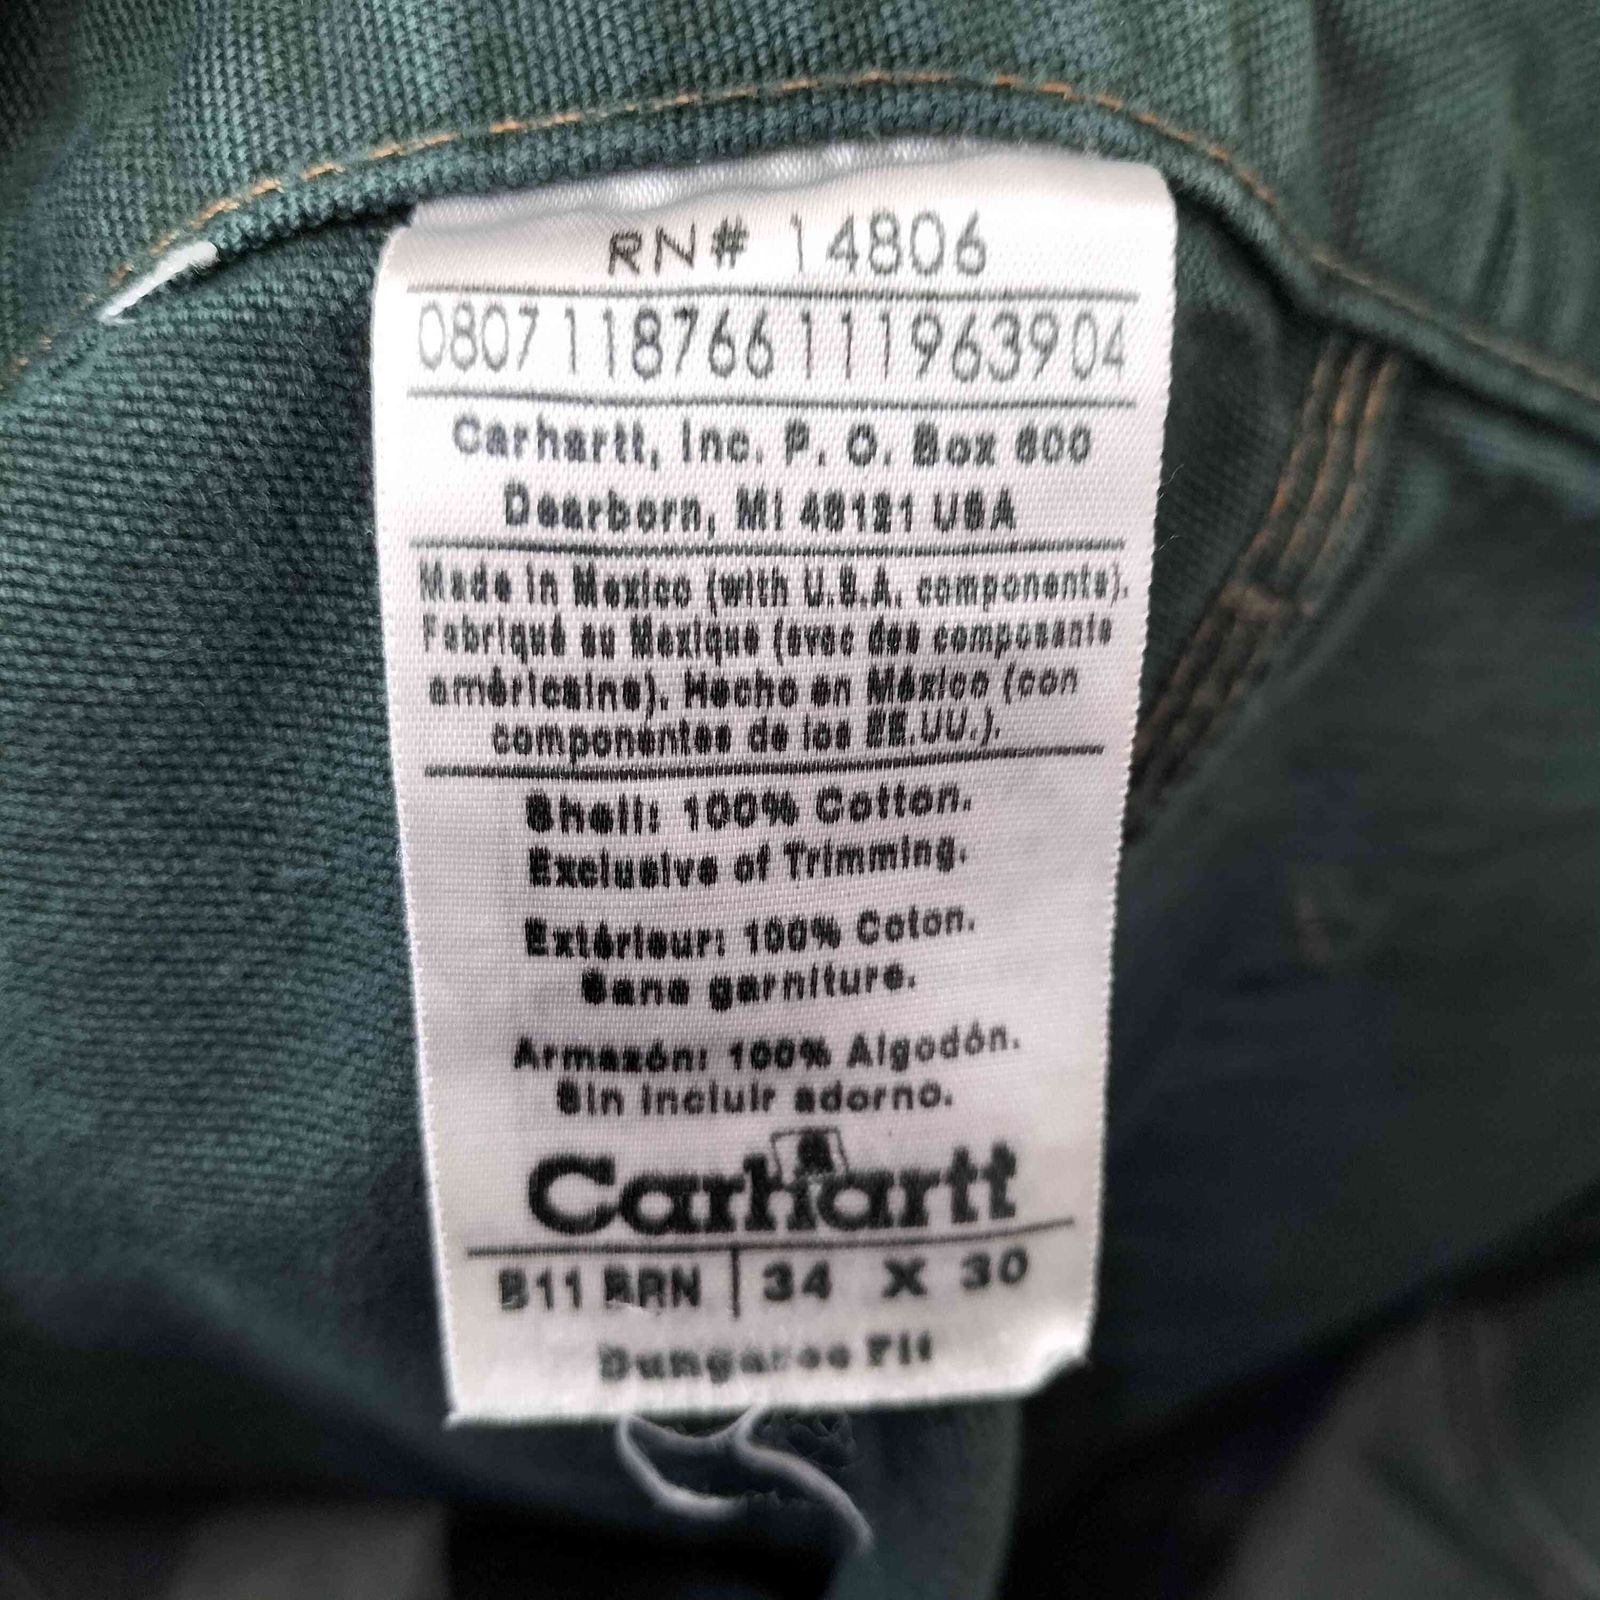 RN# 14806
0807118766111963904
Carhartt, Inc. P. O. Box 600
Dearborn, MI 48121 USA
Made in Mexico (with U.S.A. components).
Fabriqué au Mexique (avec des composants
américains). Hecho en México (con
componentes de los EE.UU.).
Shell: 100% Cotton.
Exclusive of Trimming.
Extérieur: 100% Coton.
Sans garniture.
Armazón: 100% Algodón.
Sin incluir adorno.
Carhartt
B11 BRN 34 X 30
Dungaree Fit